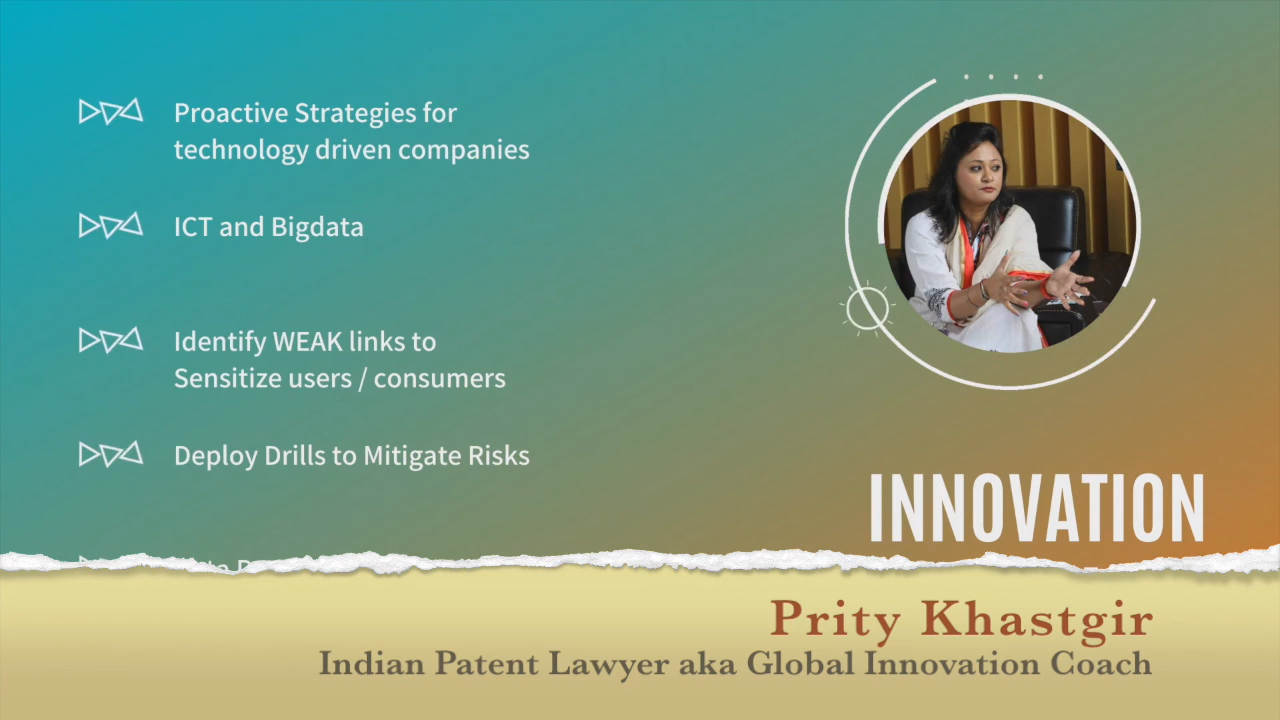 Proactive Strategies for
technology driven companies
ICT and Bigdata
Identify WEAK links to
Sensitize users / consumers
Deploy Drills to Mitigate Risks
INNOVATION
Prity Khastgir
Indian Patent Lawyer aka Global Innovation Coach